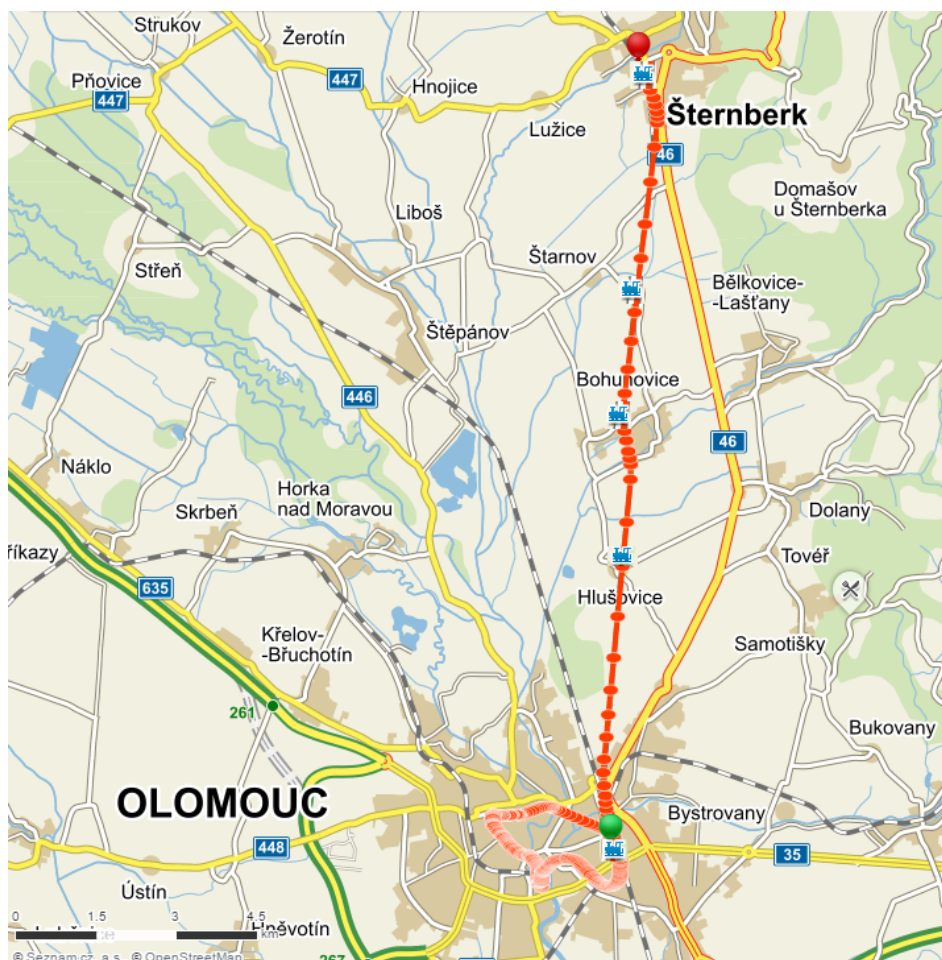 Strukov
Žerotín
Pňovice
447
447
Hnojice
Lužice
Šternberk
46
Domašov
u Šternberka
Liboš
Střeň
Štarnov
Bělkovice-
-Lašťany
Štěpánov
Bohuňovice
446
46
Náklo
Skrbeň
Horka
nad Moravou
Dolany
Tovéř
říkazy
635
Hlušovice
Křelov-
-Břuchotín
Samotišky
261
Bukovany
OLOMOUC
Bystrovany
448
35
Ústín
0 1.5 3 4.5
km
Hněvotín
267
© Seznam.cz, a.s., © OpenStreetMap